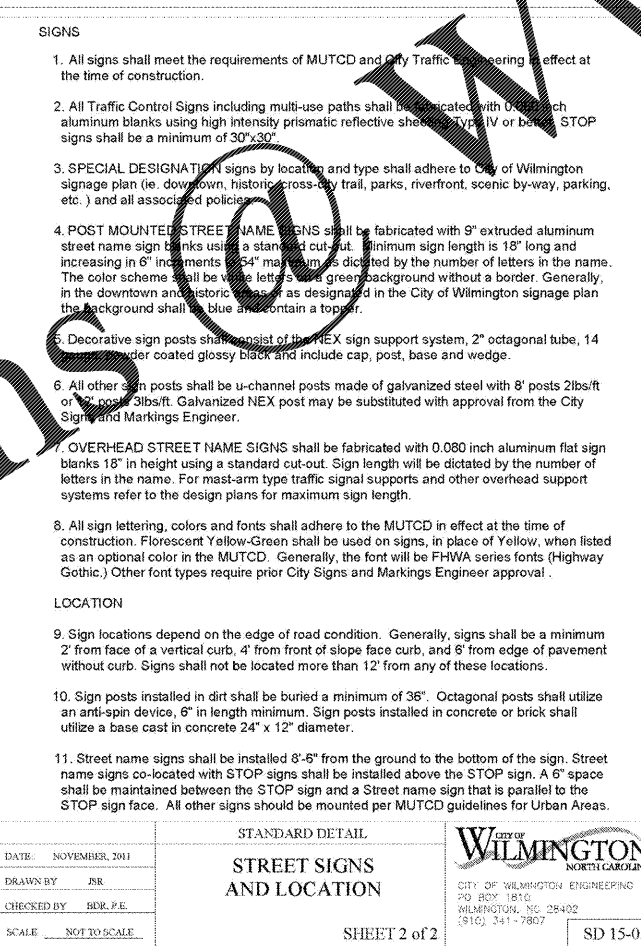 SIGNS
1. All signs shall meet the requirements of MUTCD and City Traffic Engineering in effect at
the time of construction.
2. All Traffic Control Signs including multi-use paths shall be fabricated with 0.080 inch
aluminum blanks using high intensity prismatic reflective sheeting Type IV or better. STOP
signs shall be a minimum of 30"x30".
3. SPECIAL DESIGNATION signs by location and type shall adhere to City of Wilmington
signage plan (ie. downtown, historic, cross-city trail, parks, riverfront, scenic by-way, parking,
etc. ) and all associated policies.
4. POST MOUNTED STREET NAME SIGNS shall be fabricated with 9" extruded aluminum
street name sign blanks using a standard cut-out. Minimum sign length is 18" long and
increasing in 6" increments to 54" maximum as dictated by the number of letters in the name.
The color scheme shall be white letters on a green background without a border. Generally,
in the downtown and historic areas or as designated in the City of Wilmington signage plan
the background shall be blue and contain a topper.
5. Decorative sign posts shall consist of the NEX sign support system, 2" octagonal tube, 14
gauge, powder coated glossy black and include cap, post, base and wedge.
6. All other sign posts shall be u-channel posts made of galvanized steel with 8' posts 2lbs/ft
or 12' posts 3lbs/ft. Galvanized NEX post may be substituted with approval from the City
Signs and Markings Engineer.
7. OVERHEAD STREET NAME SIGNS shall be fabricated with 0.080 inch aluminum flat sign
blanks 18" in height using a standard cut-out. Sign length will be dictated by the number of
letters in the name. For mast-arm type traffic signal supports and other overhead support
systems refer to the design plans for maximum sign length.
8. All sign lettering, colors and fonts shall adhere to the MUTCD in effect at the time of
construction. Florescent Yellow-Green shall be used on signs, in place of Yellow, when listed
as an optional color in the MUTCD. Generally, the font will be FHWA series fonts (Highway
Gothic.) Other font types require prior City Signs and Markings Engineer approval .
LOCATION
9. Sign locations depend on the edge of road condition. Generally, signs shall be a minimum
2' from face of a vertical curb, 4' from front of slope face curb, and 6' from edge of pavement
without curb. Signs shall not be located more than 12' from any of these locations.
10. Sign posts installed in dirt shall be buried a minimum of 36". Octagonal posts shall utilize
an anti-spin device, 6" in length minimum. Sign posts installed in concrete or brick shall
utilize a base cast in concrete 24" x 12" diameter.
11. Street name signs shall be installed 8'-6" from the ground to the bottom of the sign. Street
name signs co-located with STOP signs shall be installed above the STOP sign. A 6" space
shall be maintained between the STOP sign and a Street name sign that is parallel to the
STOP sign face. All other signs should be mounted per MUTCD guidelines for Urban Areas.
ns @ W
DATE: NOVEMBER, 2011
DRAWN BY JSR
CHECKED BY BDR, P.E.
SCALE NOT TO SCALE
STANDARD DETAIL
STREET SIGNS
AND LOCATION
SHEET 2 of 2
CITY OF
WILMINGTON
NORTH CAROLIN
CITY OF WILMINGTON ENGINEERING
PO BOX 1810
WILMINGTON, NC 28402
(910) 341-7807
SD 15-0